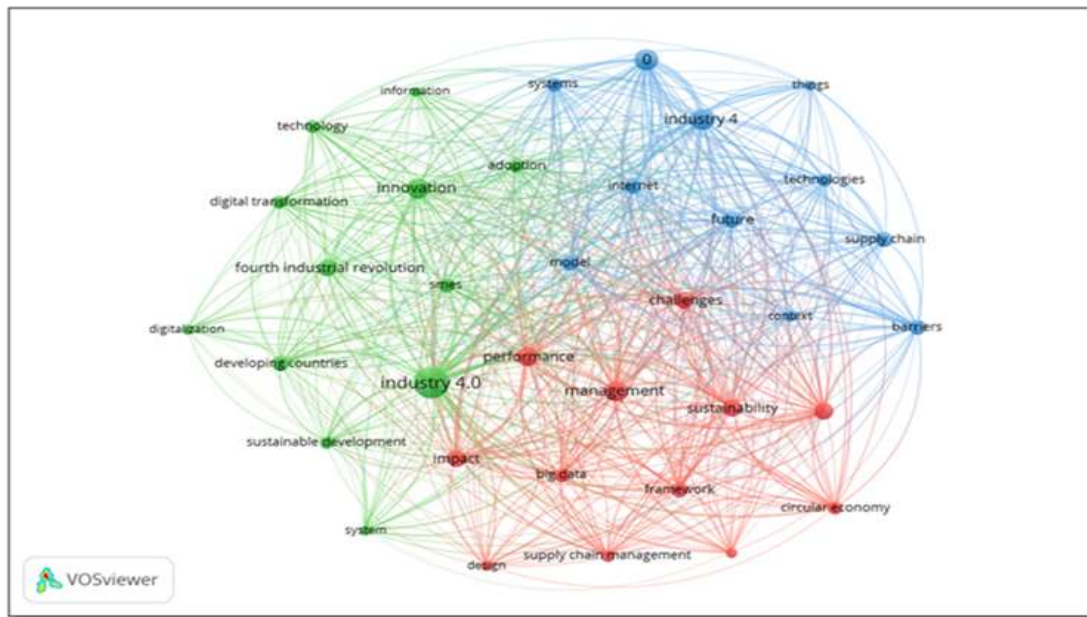 0
systems
things
information
industry 4
technology
adoption
technologies
innovation
internet
digital transformation
future
supply chain
fourth industrial revolution
model
smes
challenges
context
digitalization
barriers
developing countries
performance
industry 4.0
management
sustainability
sustainable development
impact
big data
framework
circular economy
system
supply chain management
design
VOSviewer